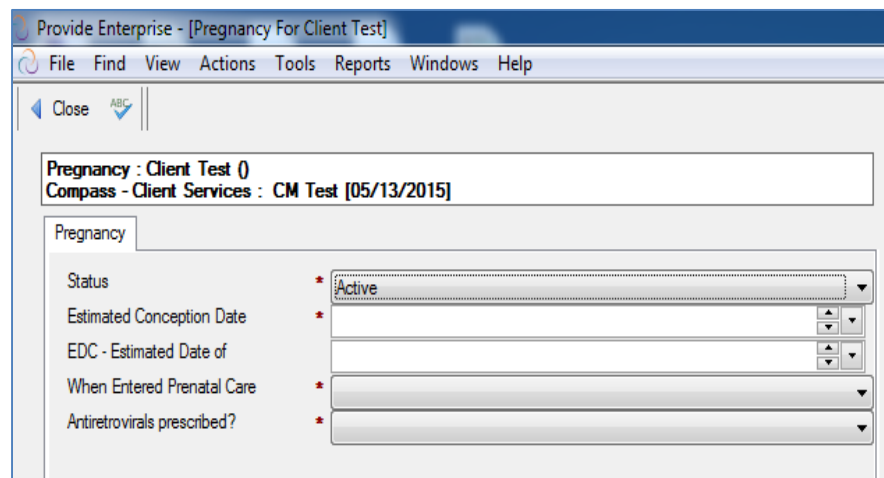 Provide Enterprise - [Pregnancy For Client Test]
File Find View Actions Tools Reports Windows Help
Close ABC
Pregnancy : Client Test ()
Compass - Client Services : CM Test [05/13/2015]
Pregnancy
Status * Active
Estimated Conception Date *
EDC - Estimated Date of
When Entered Prenatal Care *
Antiretrovirals prescribed? *